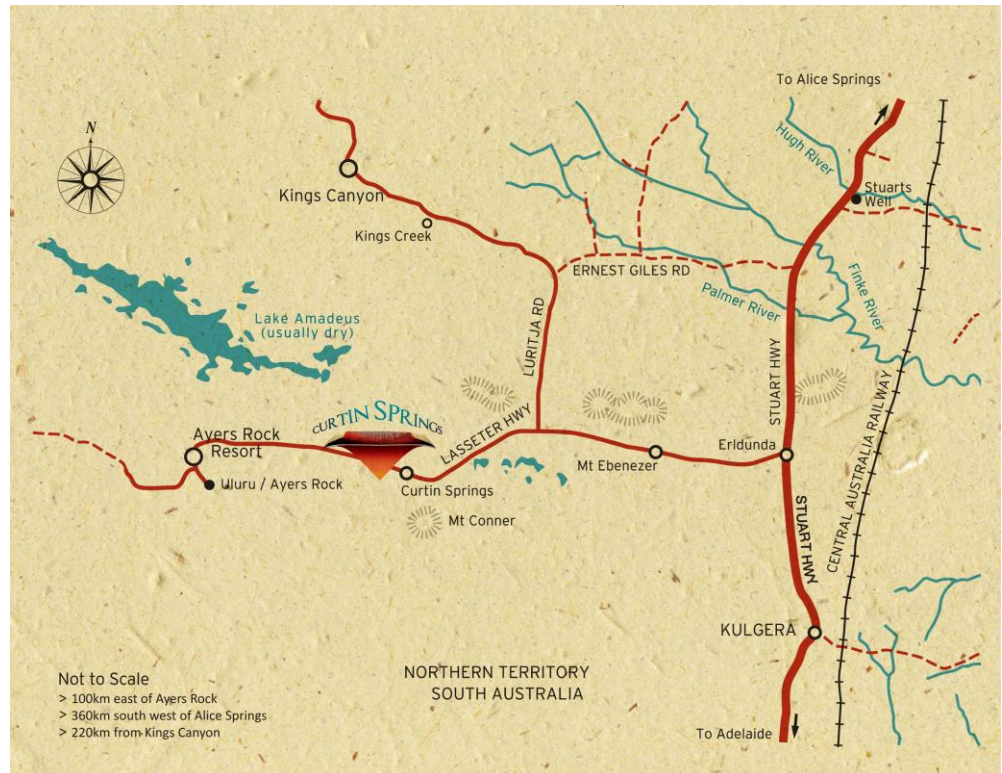 To Alice Springs
N
Hugh River
Kings Canyon
Stuarts
Well
Kings Creek
ERNEST GILES RD
Finke River
Palmer River
Lake Amadeus
(usually dry)
LURITJA RD
STUART HWY
CENTRAL AUSTRALIA RAILWAY
CURTIN SPRINGS
LASSETER HWY
Ayers Rock
Resort
Erldunda
Mt Ebenezer
Uluru / Ayers Rock
Curtin Springs
Mt Conner
STUART HWY
KULGERA
Not to Scale
> 100km east of Ayers Rock
> 360km south west of Alice Springs
> 220km from Kings Canyon
NORTHERN TERRITORY
SOUTH AUSTRALIA
To Adelaide